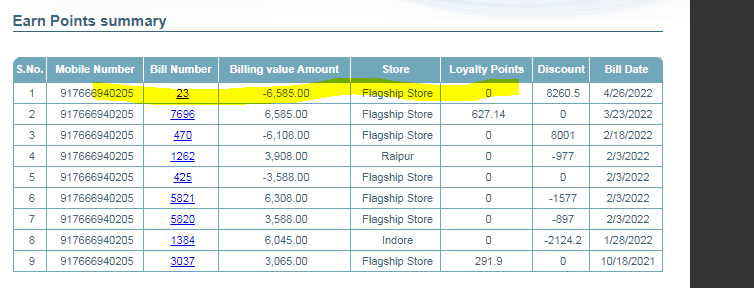 Earn Points summary
S.No. Mobile Number Bill Number Billing value Amount Store Loyalty Points Discount Bill Date
1 917666940205 23 -6,585.00 Flagship Store 0 8260.5 4/26/2022
2 917666940205 7696 6,585.00 Flagship Store 627.14 0 3/23/2022
3 917666940205 470 -6,108.00 Flagship Store 0 8001 2/18/2022
4 917666940205 1262 3,908.00 Raipur 0 -977 2/3/2022
5 917666940205 425 -3,588.00 Flagship Store 0 0 2/3/2022
6 917666940205 5821 6,308.00 Flagship Store 0 -1577 2/3/2022
7 917666940205 5820 3,588.00 Flagship Store 0 -897 2/3/2022
8 917666940205 1384 6,045.00 Indore 0 -2124.2 1/28/2022
9 917666940205 3037 3,065.00 Flagship Store 291.9 0 10/18/2021